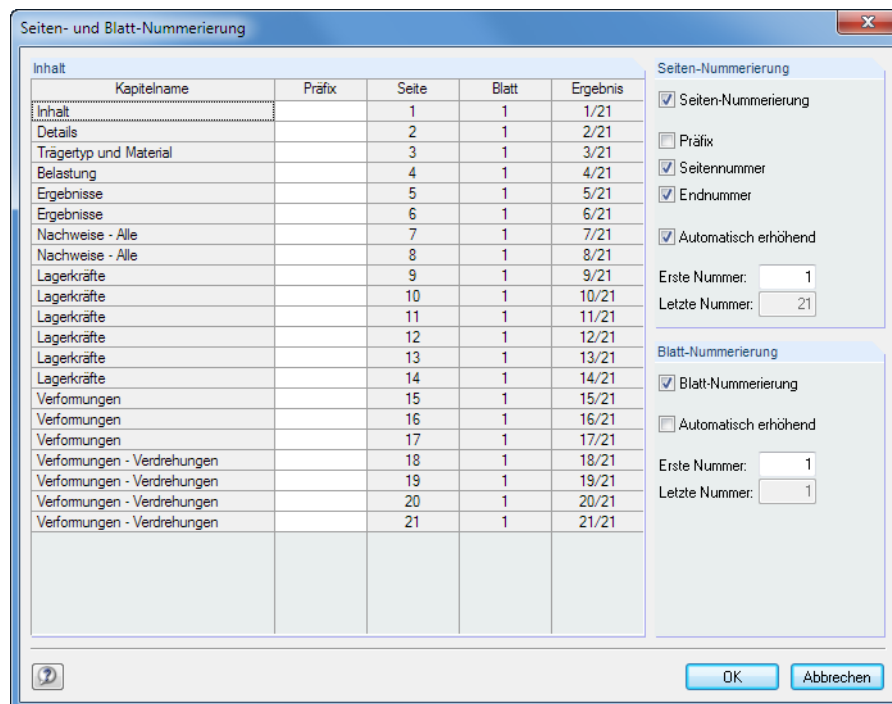 Seiten- und Blatt-Nummerierung
Inhalt
Kapitelname Präfix Seite Blatt Ergebnis
Inhalt 1 1 1/21
Details 2 1 2/21
Trägertyp und Material 3 1 3/21
Belastung 4 1 4/21
Ergebnisse 5 1 5/21
Ergebnisse 6 1 6/21
Nachweise - Alle 7 1 7/21
Nachweise - Alle 8 1 8/21
Lagerkräfte 9 1 9/21
Lagerkräfte 10 1 10/21
Lagerkräfte 11 1 11/21
Lagerkräfte 12 1 12/21
Lagerkräfte 13 1 13/21
Lagerkräfte 14 1 14/21
Verformungen 15 1 15/21
Verformungen 16 1 16/21
Verformungen 17 1 17/21
Verformungen - Verdrehungen 18 1 18/21
Verformungen - Verdrehungen 19 1 19/21
Verformungen - Verdrehungen 20 1 20/21
Verformungen - Verdrehungen 21 1 21/21
Seiten-Nummerierung
Seiten-Nummerierung
Präfix
Seitennummer
Endnummer
Automatisch erhöhend
Erste Nummer: 1
Letzte Nummer: 21
Blatt-Nummerierung
Blatt-Nummerierung
Automatisch erhöhend
Erste Nummer: 1
Letzte Nummer: 1
OK Abbrechen